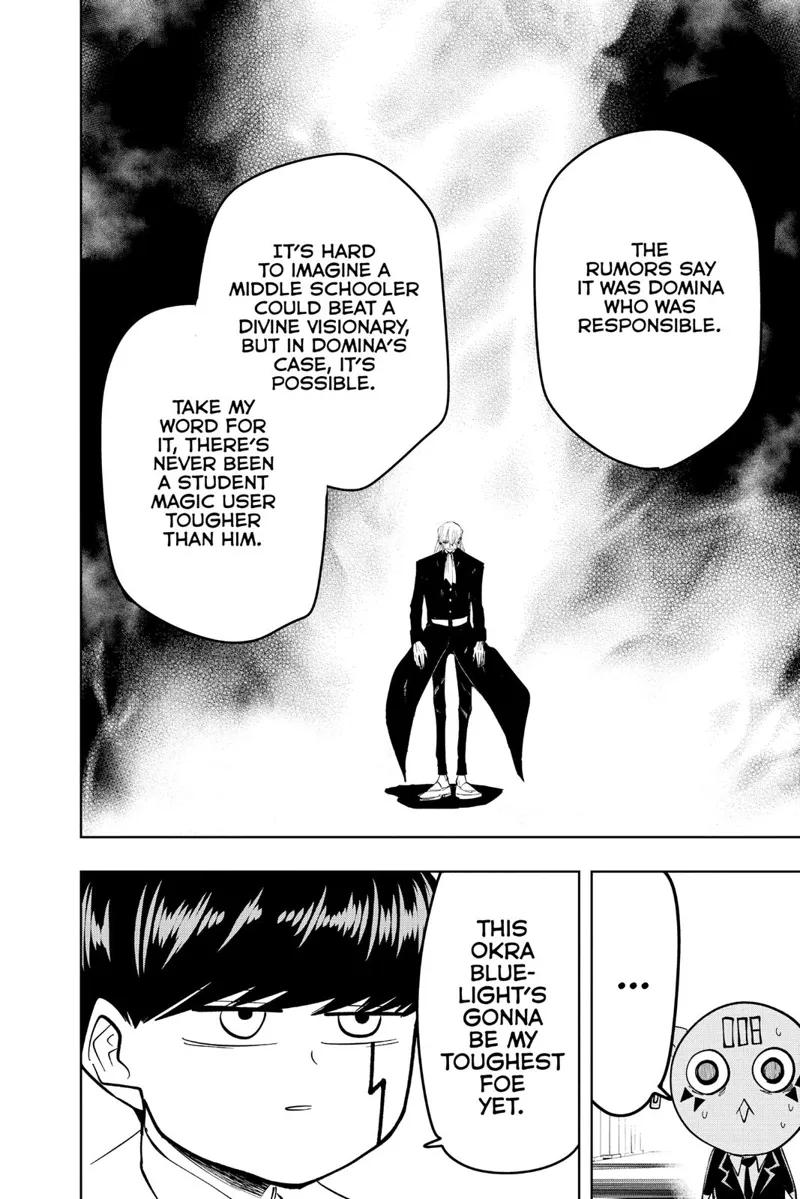 THE
RUMORS SAY
IT WAS DOMINA
WHO WAS
RESPONSIBLE.
IT'S HARD
TO IMAGINE A
MIDDLE SCHOOLER
COULD BEAT A
DIVINE VISIONARY,
BUT IN DOMINA'S
CASE, IT'S
POSSIBLE.
TAKE MY
WORD FOR
IT, THERE'S
NEVER BEEN
A STUDENT
MAGIC USER
TOUGHER
THAN HIM.
...
008
THIS
OKRA
BLUE-
LIGHT'S
GONNA
BE MY
TOUGHEST
FOE
YET.